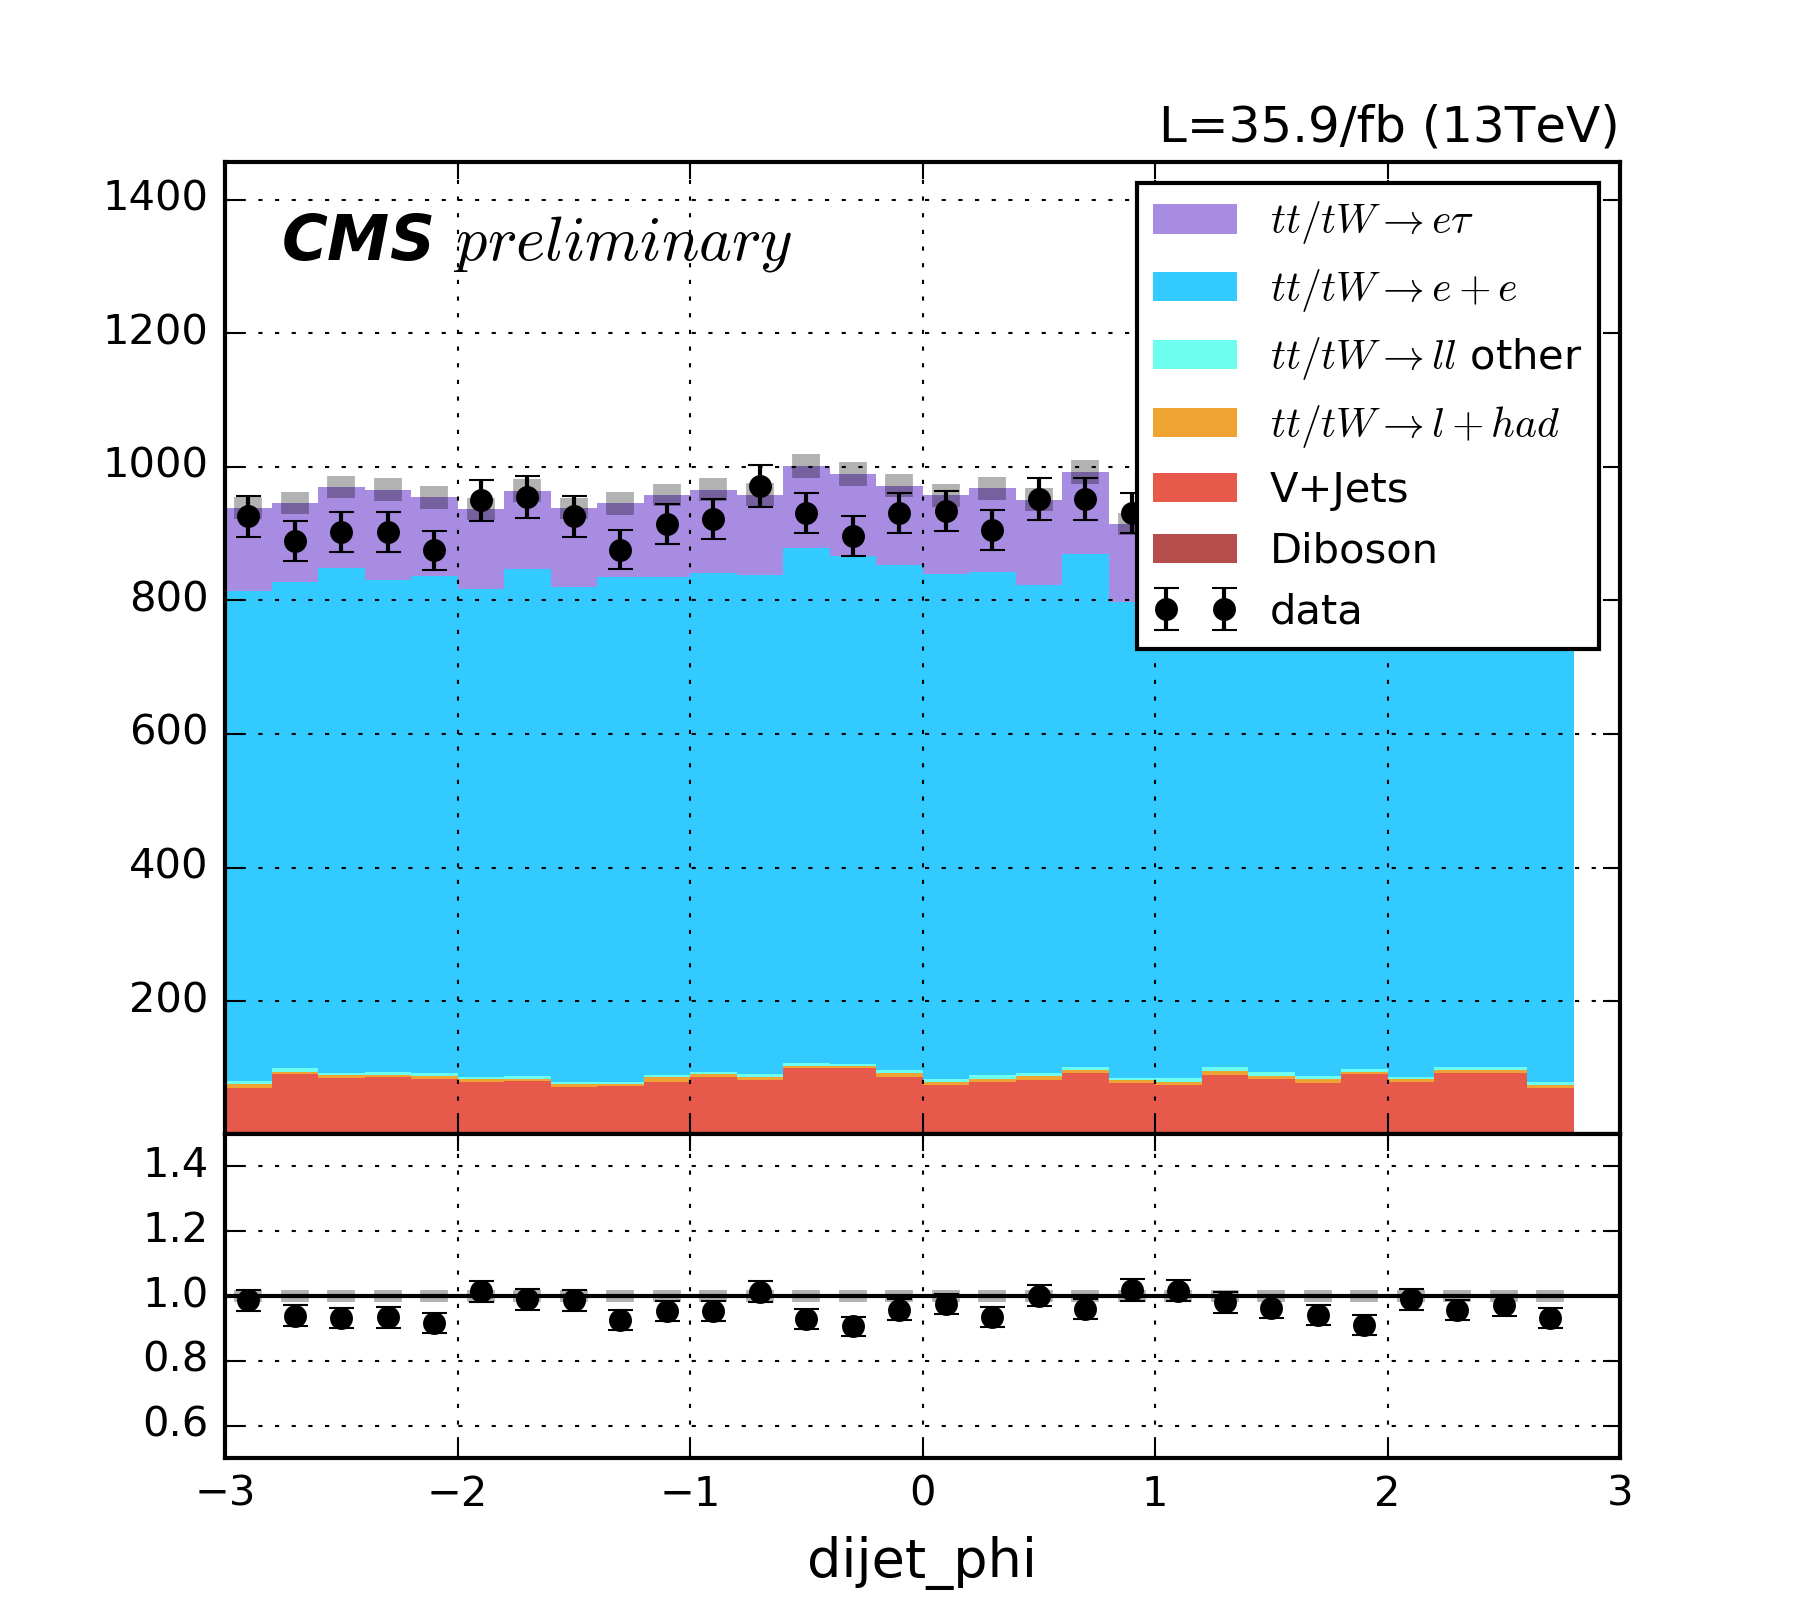 L=35.9/fb (13TeV)
CMS preliminary
1400
1200
1000
800
600
400
200
tt/tW→eτ
tt/tW→e+e
tt/tW→ll other
tt/tW→l+had
V+Jets
Diboson
data
1.4
1.2
1.0
0.8
0.6
−3 −2 −1 0 1 2 3
dijet_phi